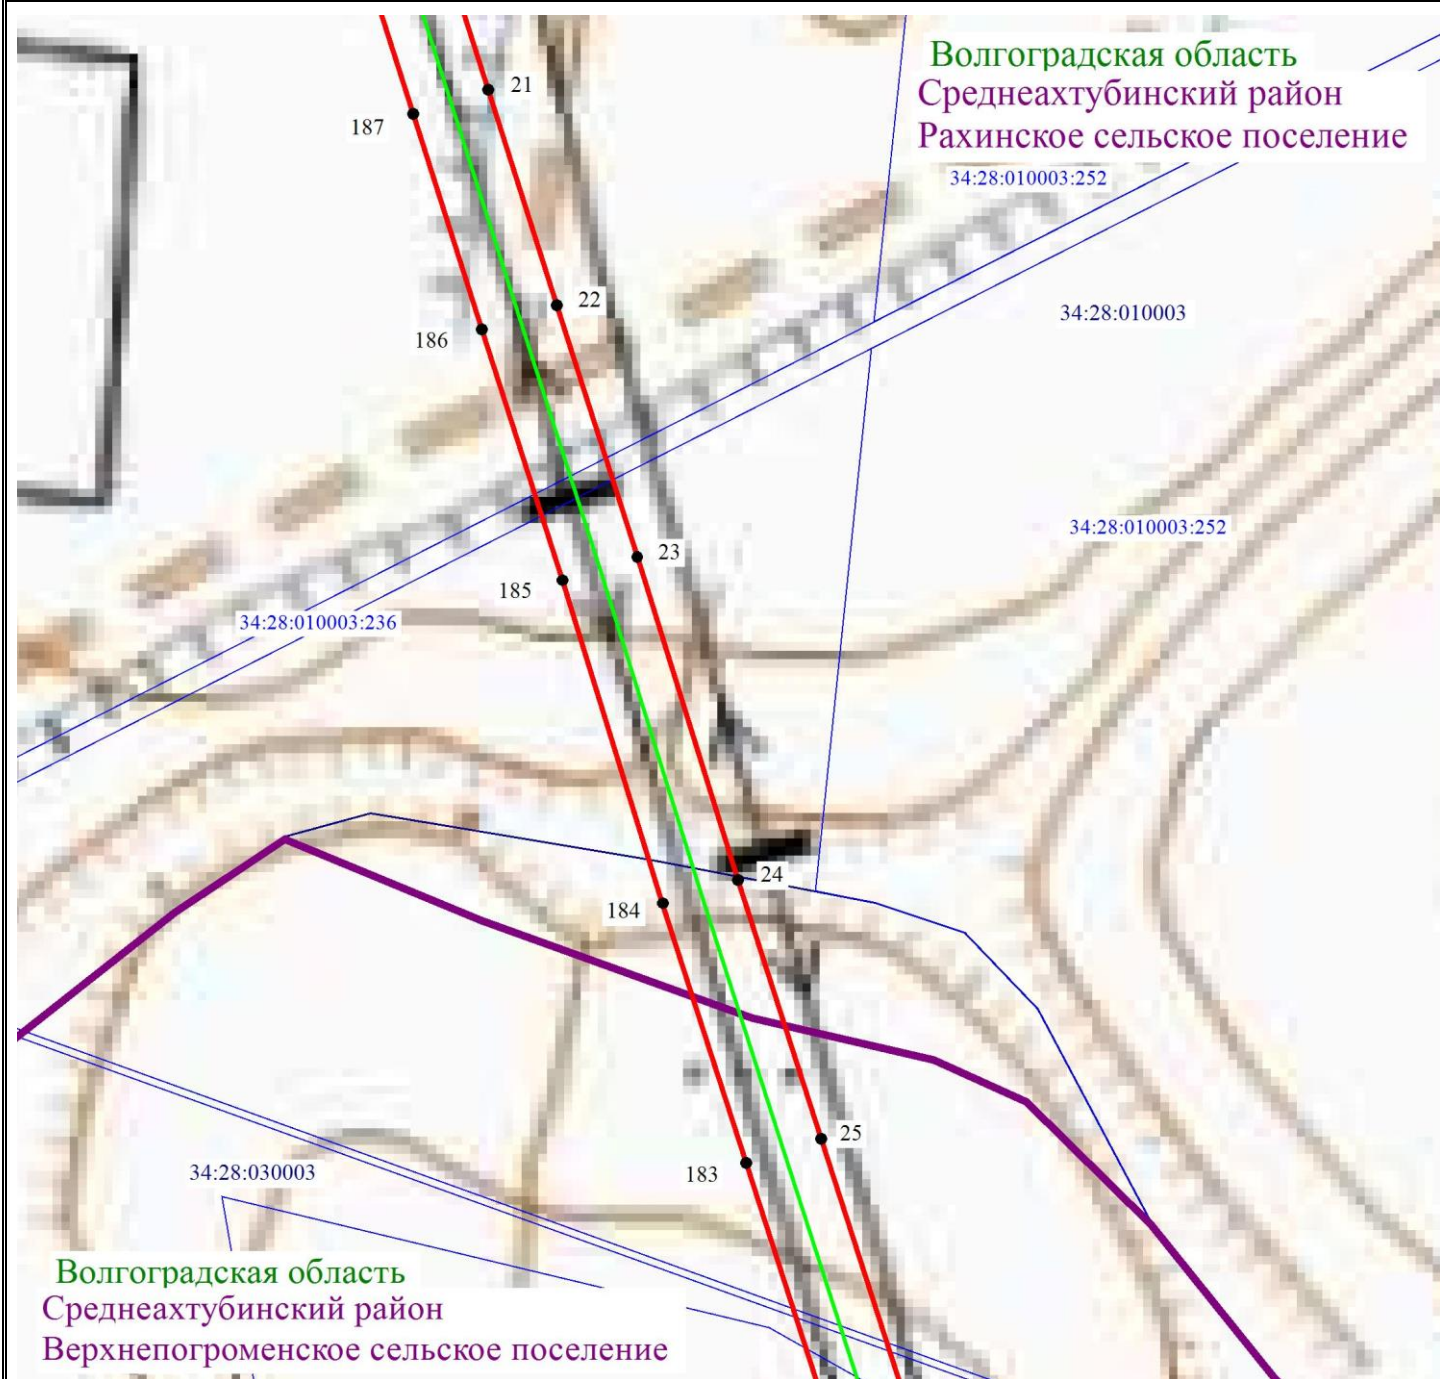 Волгоградская область
Среднеахтубинский район
Рахинское сельское поселение
21
187
34:28:010003:252
22
34:28:010003
186
34:28:010003:252
23
185
34:28:010003:236
24
184
25
183
34:28:030003
Волгоградская область
Среднеахтубинский район
Верхнепогроменское сельское поселение